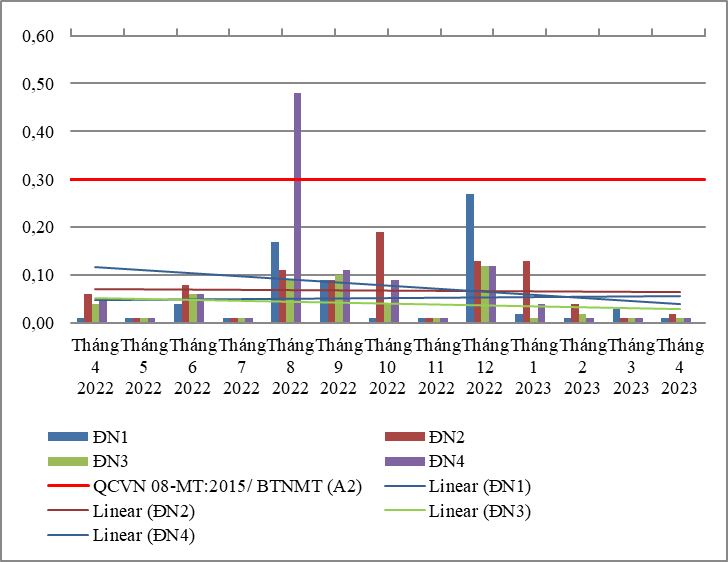 0,60
0,50
0,40
0,30
0,20
0,10
0,00
Tháng Tháng Tháng Tháng Tháng Tháng Tháng Tháng Tháng Tháng Tháng Tháng Tháng
4 5 6 7 8 9 10 11 12 1 2 3 4
2022 2022 2022 2022 2022 2022 2022 2022 2022 2023 2023 2023 2023
ĐN1 ĐN2
ĐN3 ĐN4
QCVN 08-MT:2015/ BTNMT (A2) Linear (ĐN1)
Linear (ĐN2) Linear (ĐN3)
Linear (ĐN4)